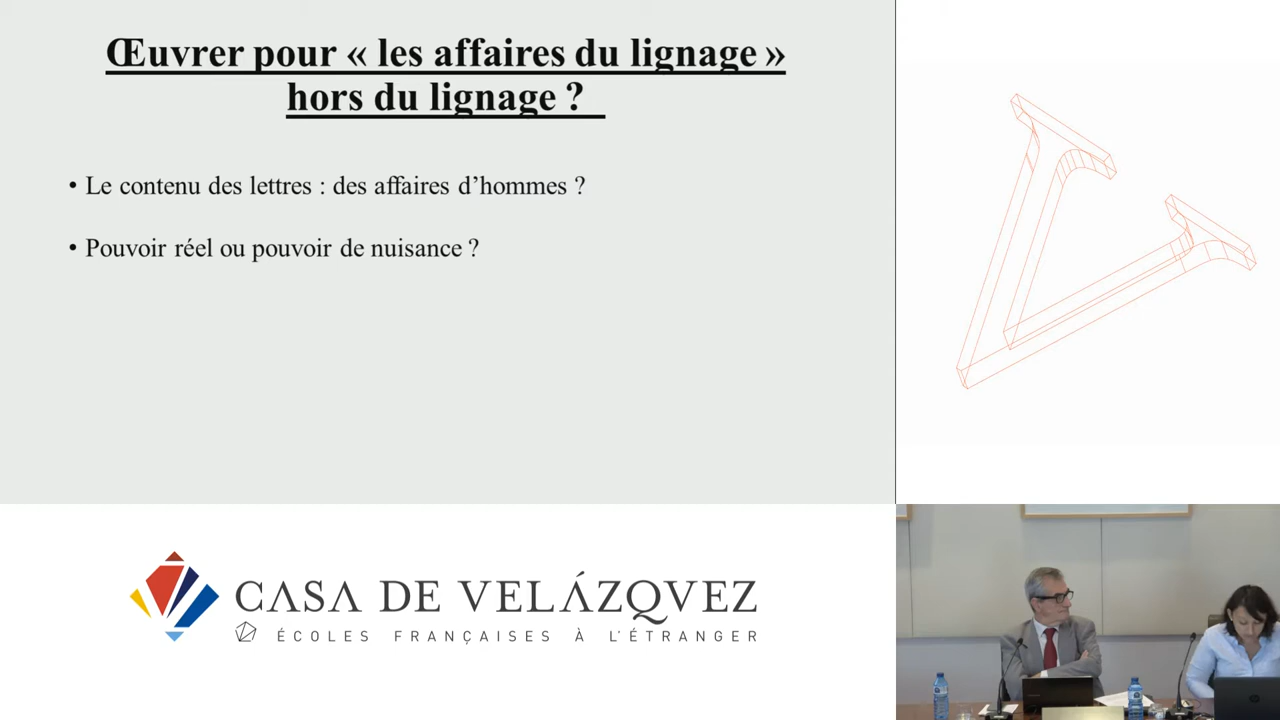 Œuvrer pour « les affaires du lignage »
hors du lignage ?
• Le contenu des lettres : des affaires d’hommes ?
• Pouvoir réel ou pouvoir de nuisance ?
CASA DE VELÁZQVEZ
ÉCOLES FRANÇAISES À L'ÉTRANGER